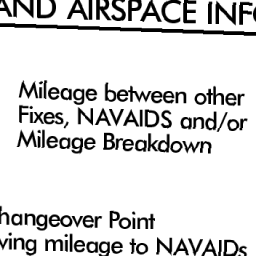 AND AIRSPACE INFO
Mileage between other
Fixes, NAVAIDS and/or
Mileage Breakdown
hangeover Point
ving mileage to NAVAIDs